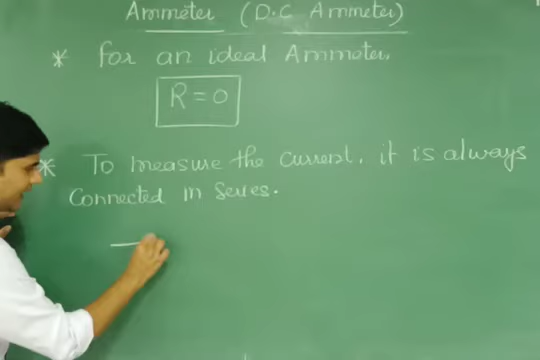 Ammeter (D.C Ammeter)
* for an ideal Ammeter.
R = 0
* To measure the current, it is always
Connected in Series.